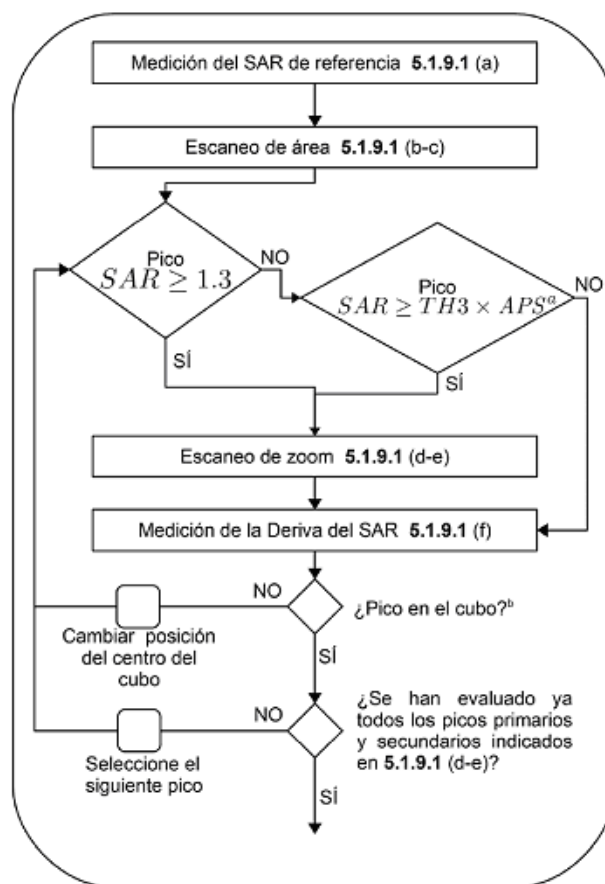 Medición del SAR de referencia 5.1.9.1 (a)
Escaneo de área 5.1.9.1 (b-c)
Pico
SAR ≥ 1.3
NO
Pico
SAR ≥ TH3 × APSᵃ
NO
SÍ
SÍ
Escaneo de zoom 5.1.9.1 (d-e)
Medición de la Deriva del SAR 5.1.9.1 (f)
NO
¿Pico en el cubo?ᵇ
Cambiar posición
del centro del
cubo
SÍ
NO
¿Se han evaluado ya
todos los picos primarios
y secundarios indicados
en 5.1.9.1 (d-e)?
Seleccione el
siguiente pico
SÍ